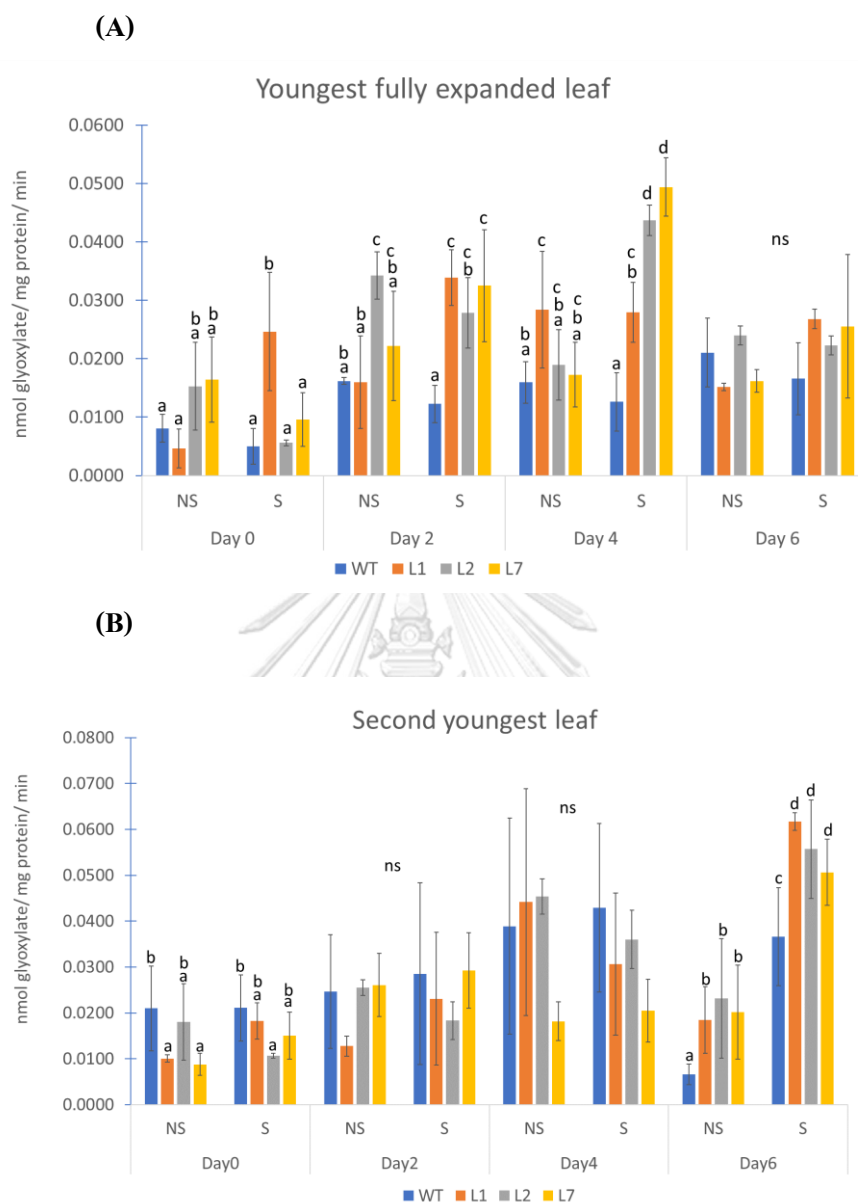 (A)
Youngest fully expanded leaf
nmol glyoxylate/ mg protein/ min
0.0600
0.0500
0.0400
0.0300
0.0200
0.0100
0.0000
a a b a b a a b a a
b a b a c c b a a c c b c
b a c c b a c b a a c b d d
ns
NS S NS S NS S NS S
Day 0 Day 2 Day 4 Day 6
WT L1 L2 L7
(B)
Second youngest leaf
nmol glyoxylate/ mg protein/ min
0.0800
0.0700
0.0600
0.0500
0.0400
0.0300
0.0200
0.0100
0.0000
b a b a a b b a a b a
ns
ns
a b b b c d d d
NS S NS S NS S NS S
Day0 Day2 Day4 Day6
WT L1 L2 L7